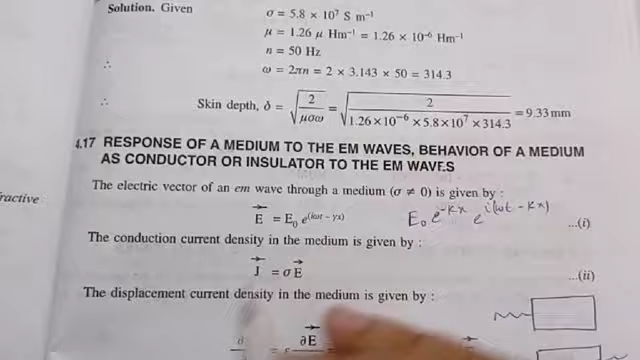 Solution. Given σ = 5.8 × 10⁷ S m⁻¹
μ = 1.26 μ Hm⁻¹ = 1.26 × 10⁻⁶ Hm⁻¹
n = 50 Hz
∴ ω = 2πn = 2 × 3.143 × 50 = 314.3
∴ Skin depth, δ = √(2/μσω) = √(2/1.26×10⁻⁶×5.8×10⁷×314.3) = 9.33 mm
4.17 RESPONSE OF A MEDIUM TO THE EM WAVES, BEHAVIOR OF A MEDIUM
AS CONDUCTOR OR INSULATOR TO THE EM WAVES
The electric vector of an em wave through a medium (σ ≠ 0) is given by :
ractive
E⃗ = E₀ e^(iωt − γx) E₀ e^-Kx e^i(ωt - Kx) ...(i)
The conduction current density in the medium is given by :
J⃗ = σE⃗ ...(ii)
The displacement current density in the medium is given by :
∂E⃗